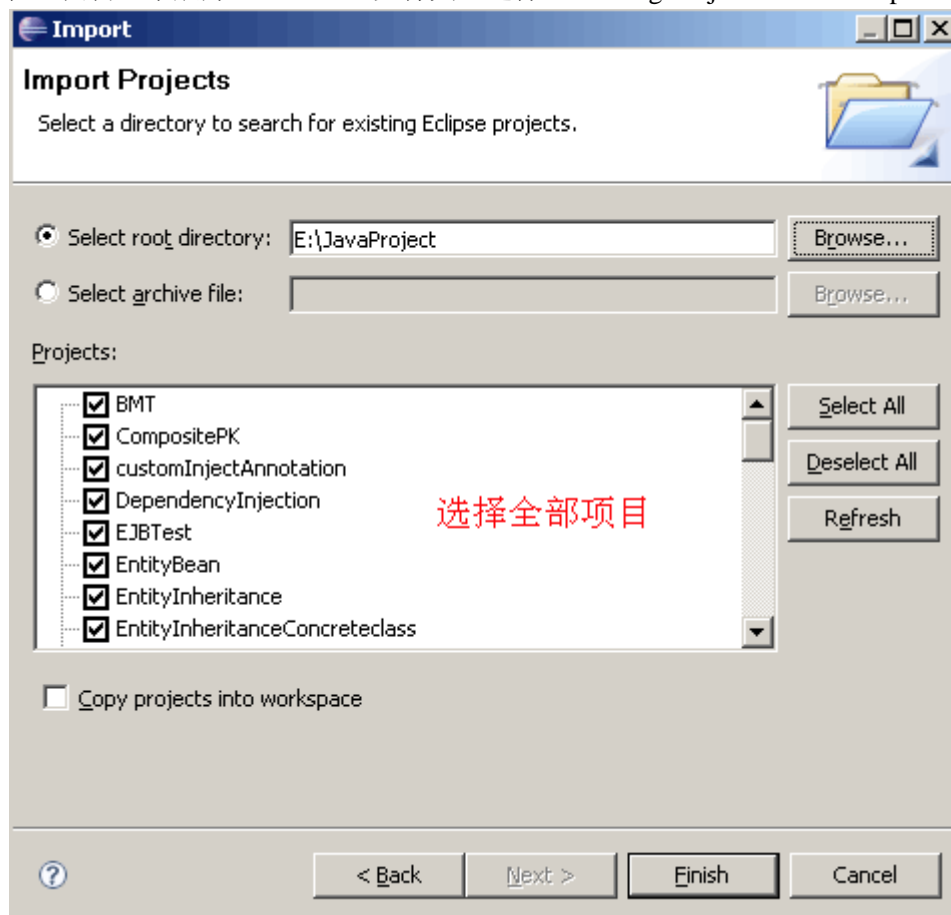 Import
Import Projects
Select a directory to search for existing Eclipse projects.
Select root directory: E:\JavaProject Browse...
Select archive file: Browse...
Projects:
BMT
CompositePK
customInjectAnnotation
DependencyInjection
EJBTest
EntityBean
EntityInheritance
EntityInheritanceConcreteclass
选择全部项目
Select All
Deselect All
Refresh
Copy projects into workspace
< Back Next > Finish Cancel